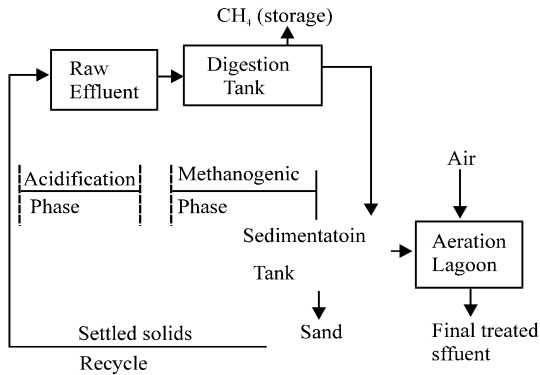 CH₄ (storage)
Raw
Effluent
Digestion
Tank
Acidification
Phase
Methanogenic
Phase
Air
Sedimentatoin
Tank
Aeration
Lagoon
Sand
Final treated
sffuent
Settled solids
Recycle